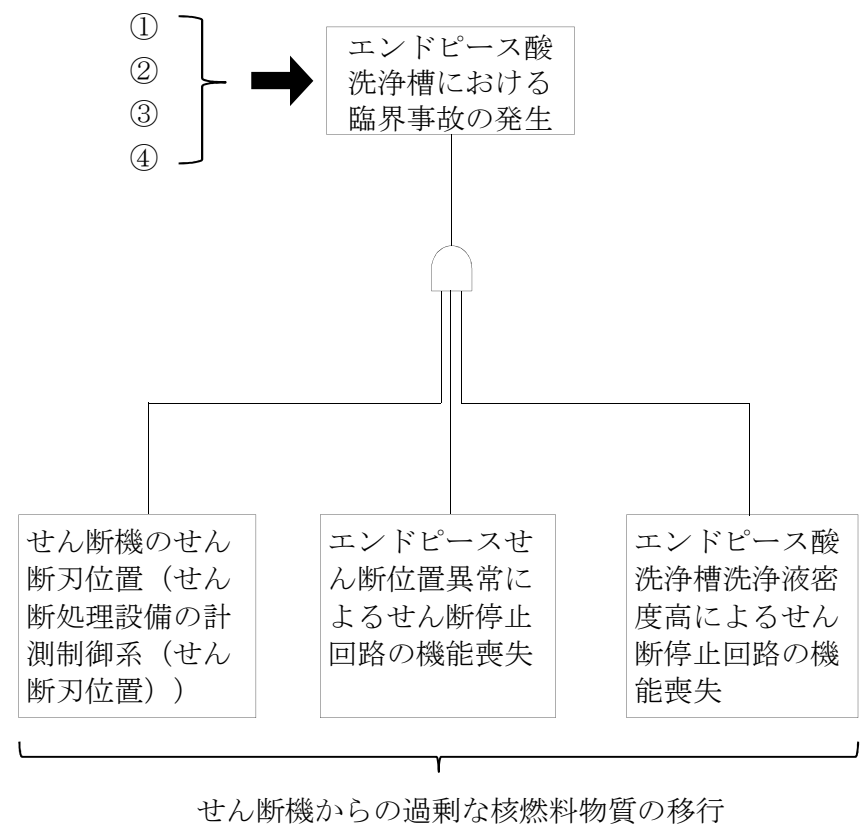 ①
②
③
④
エンドピース酸
洗浄槽における
臨界事故の発生
せん断機のせん
断刃位置（せん
断処理設備の計
測制御系（せん
断刃位置））
エンドピースせ
ん断位置異常に
よるせん断停止
回路の機能喪失
エンドピース酸
洗浄槽洗浄液密
度高によるせん
断停止回路の機
能喪失
せん断機からの過剰な核燃料物質の移行